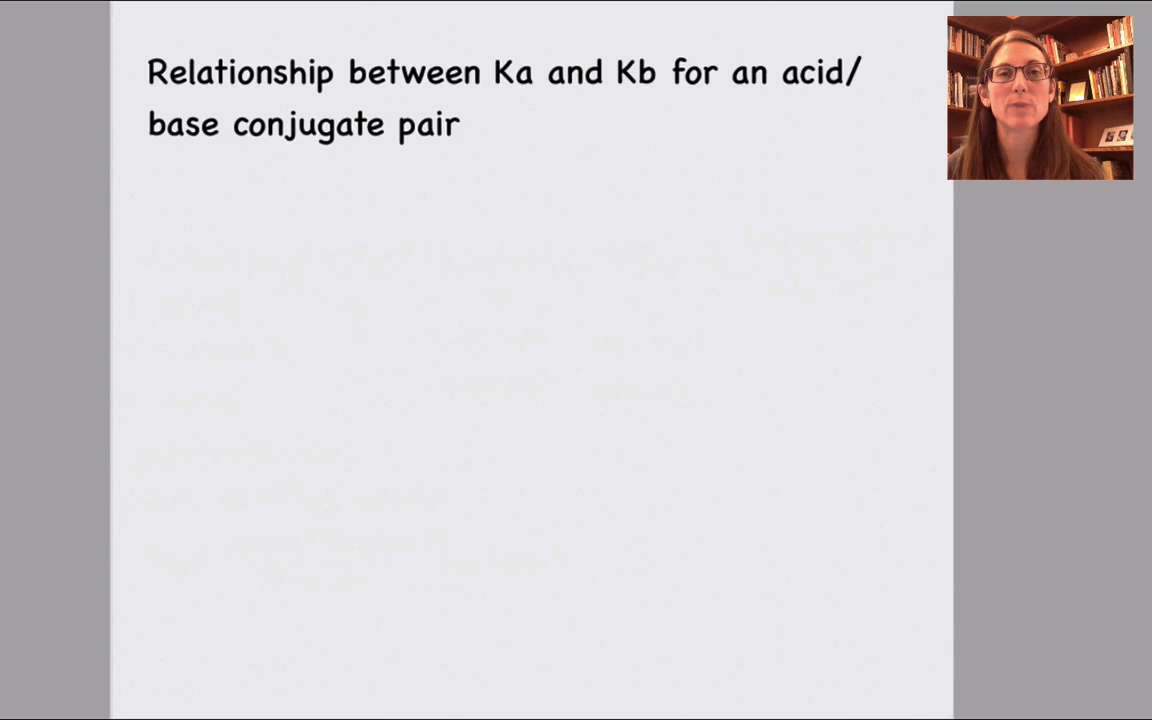 Relationship between Ka and Kb for an acid/
base conjugate pair